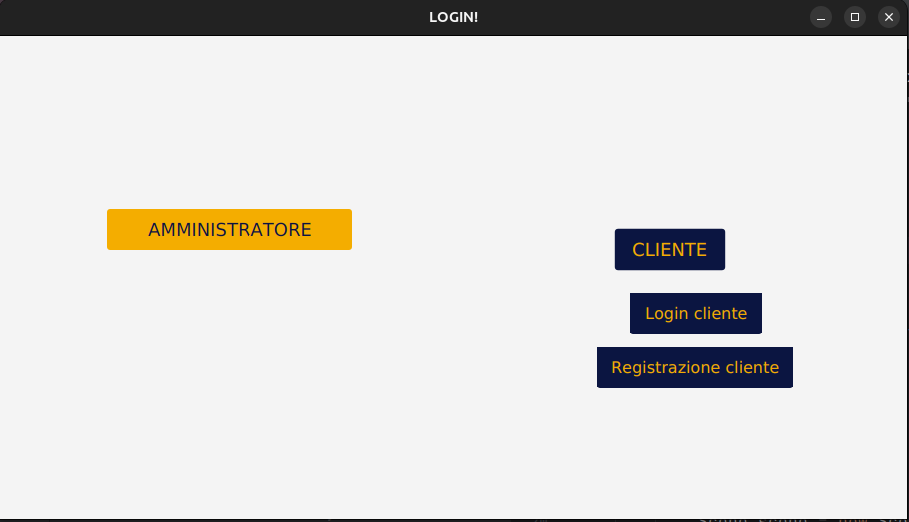 LOGIN!
AMMINISTRATORE
CLIENTE
Login cliente
Registrazione cliente